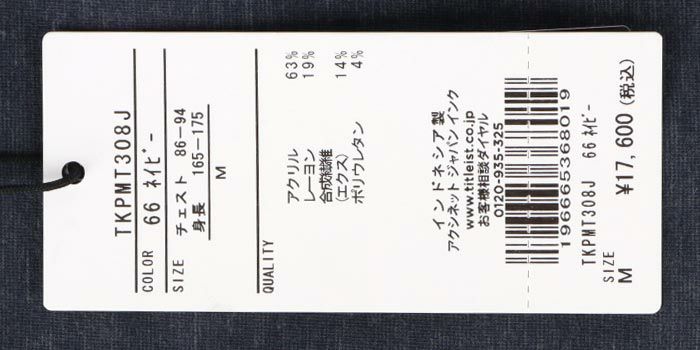 TKPMT308J
COLOR 66 ネイビー
SIZE チェスト 86-94
身長 165-175
M
QUALITY
アクリル 63%
レーヨン 19%
合成繊維
(エクス) 14%
ポリウレタン 4%
インドネシア製
アクシネット ジャパン インク
www.titleist.co.jp
お客様相談ダイヤル
0120-935-325
196665368019
TKPMT308J 66 ネイビー
SIZE M
¥17,600(税込)